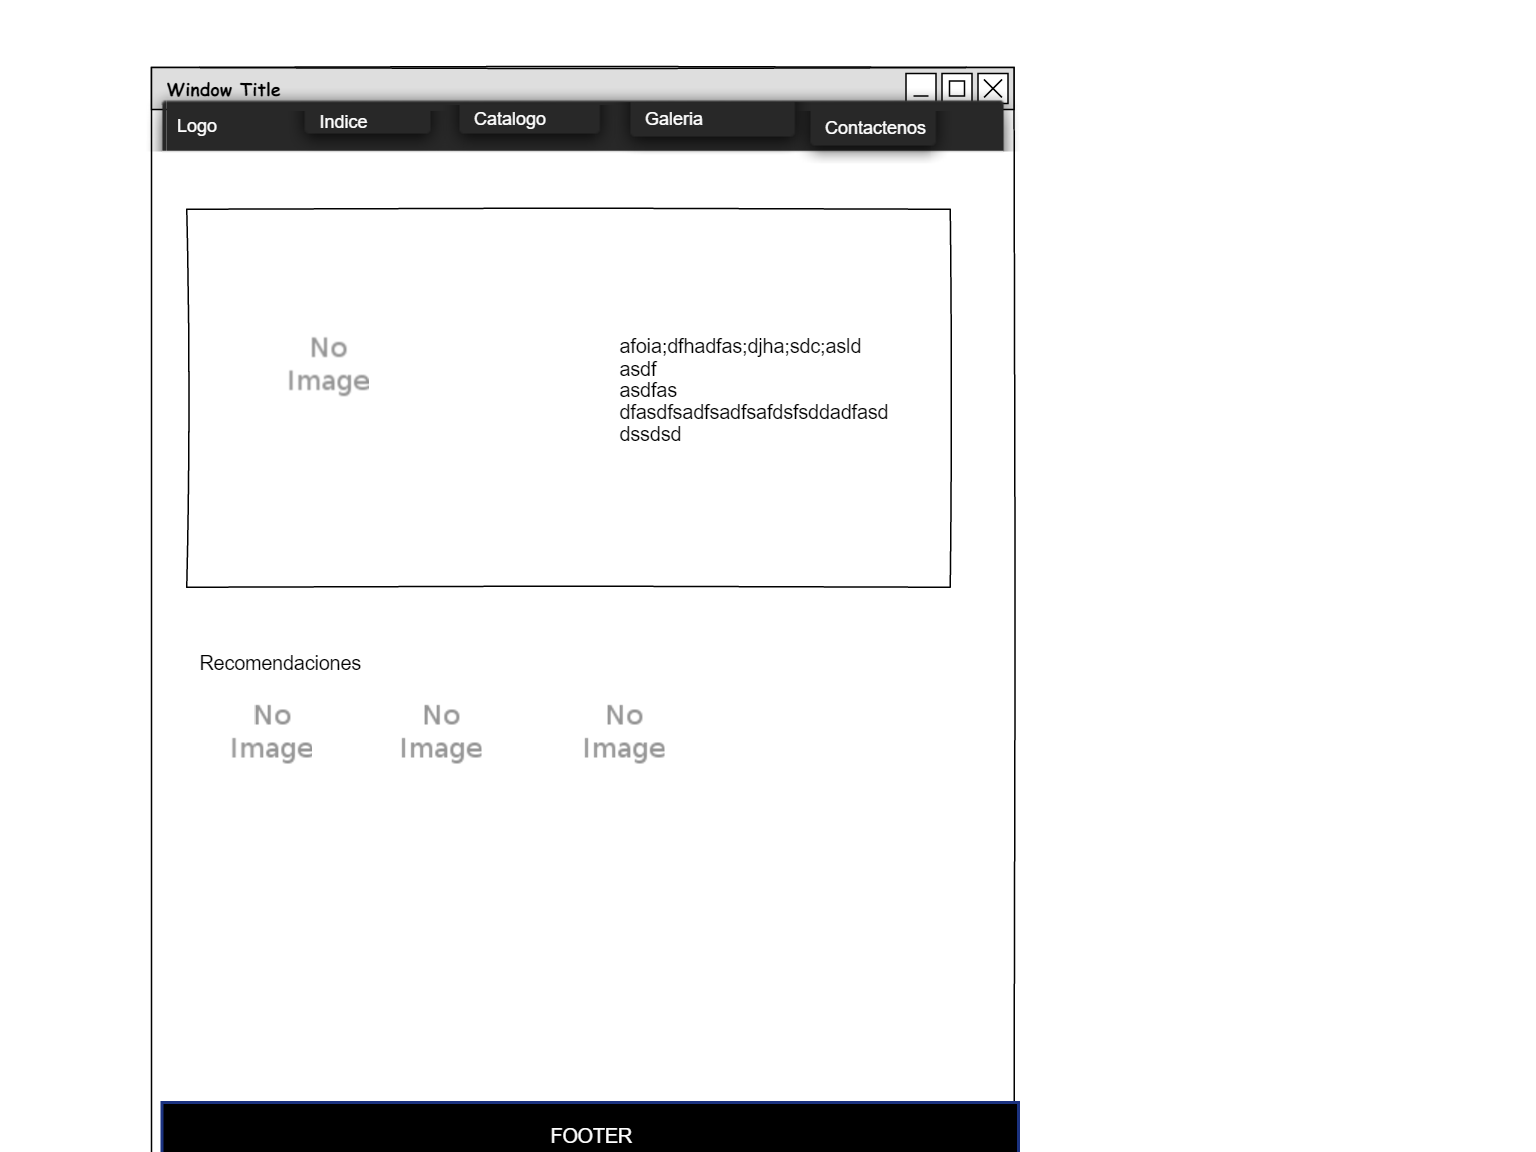 Window Title
Logo
Indice
Catalogo
Galeria
Contactenos
No
Image
afoia;dfhadfas;djha;sdc;asld
asdf
asdfas
dfasdfsadfsadfsafdsfsddadfasd
dssdsd
Recomendaciones
No
Image
No
Image
No
Image
FOOTER